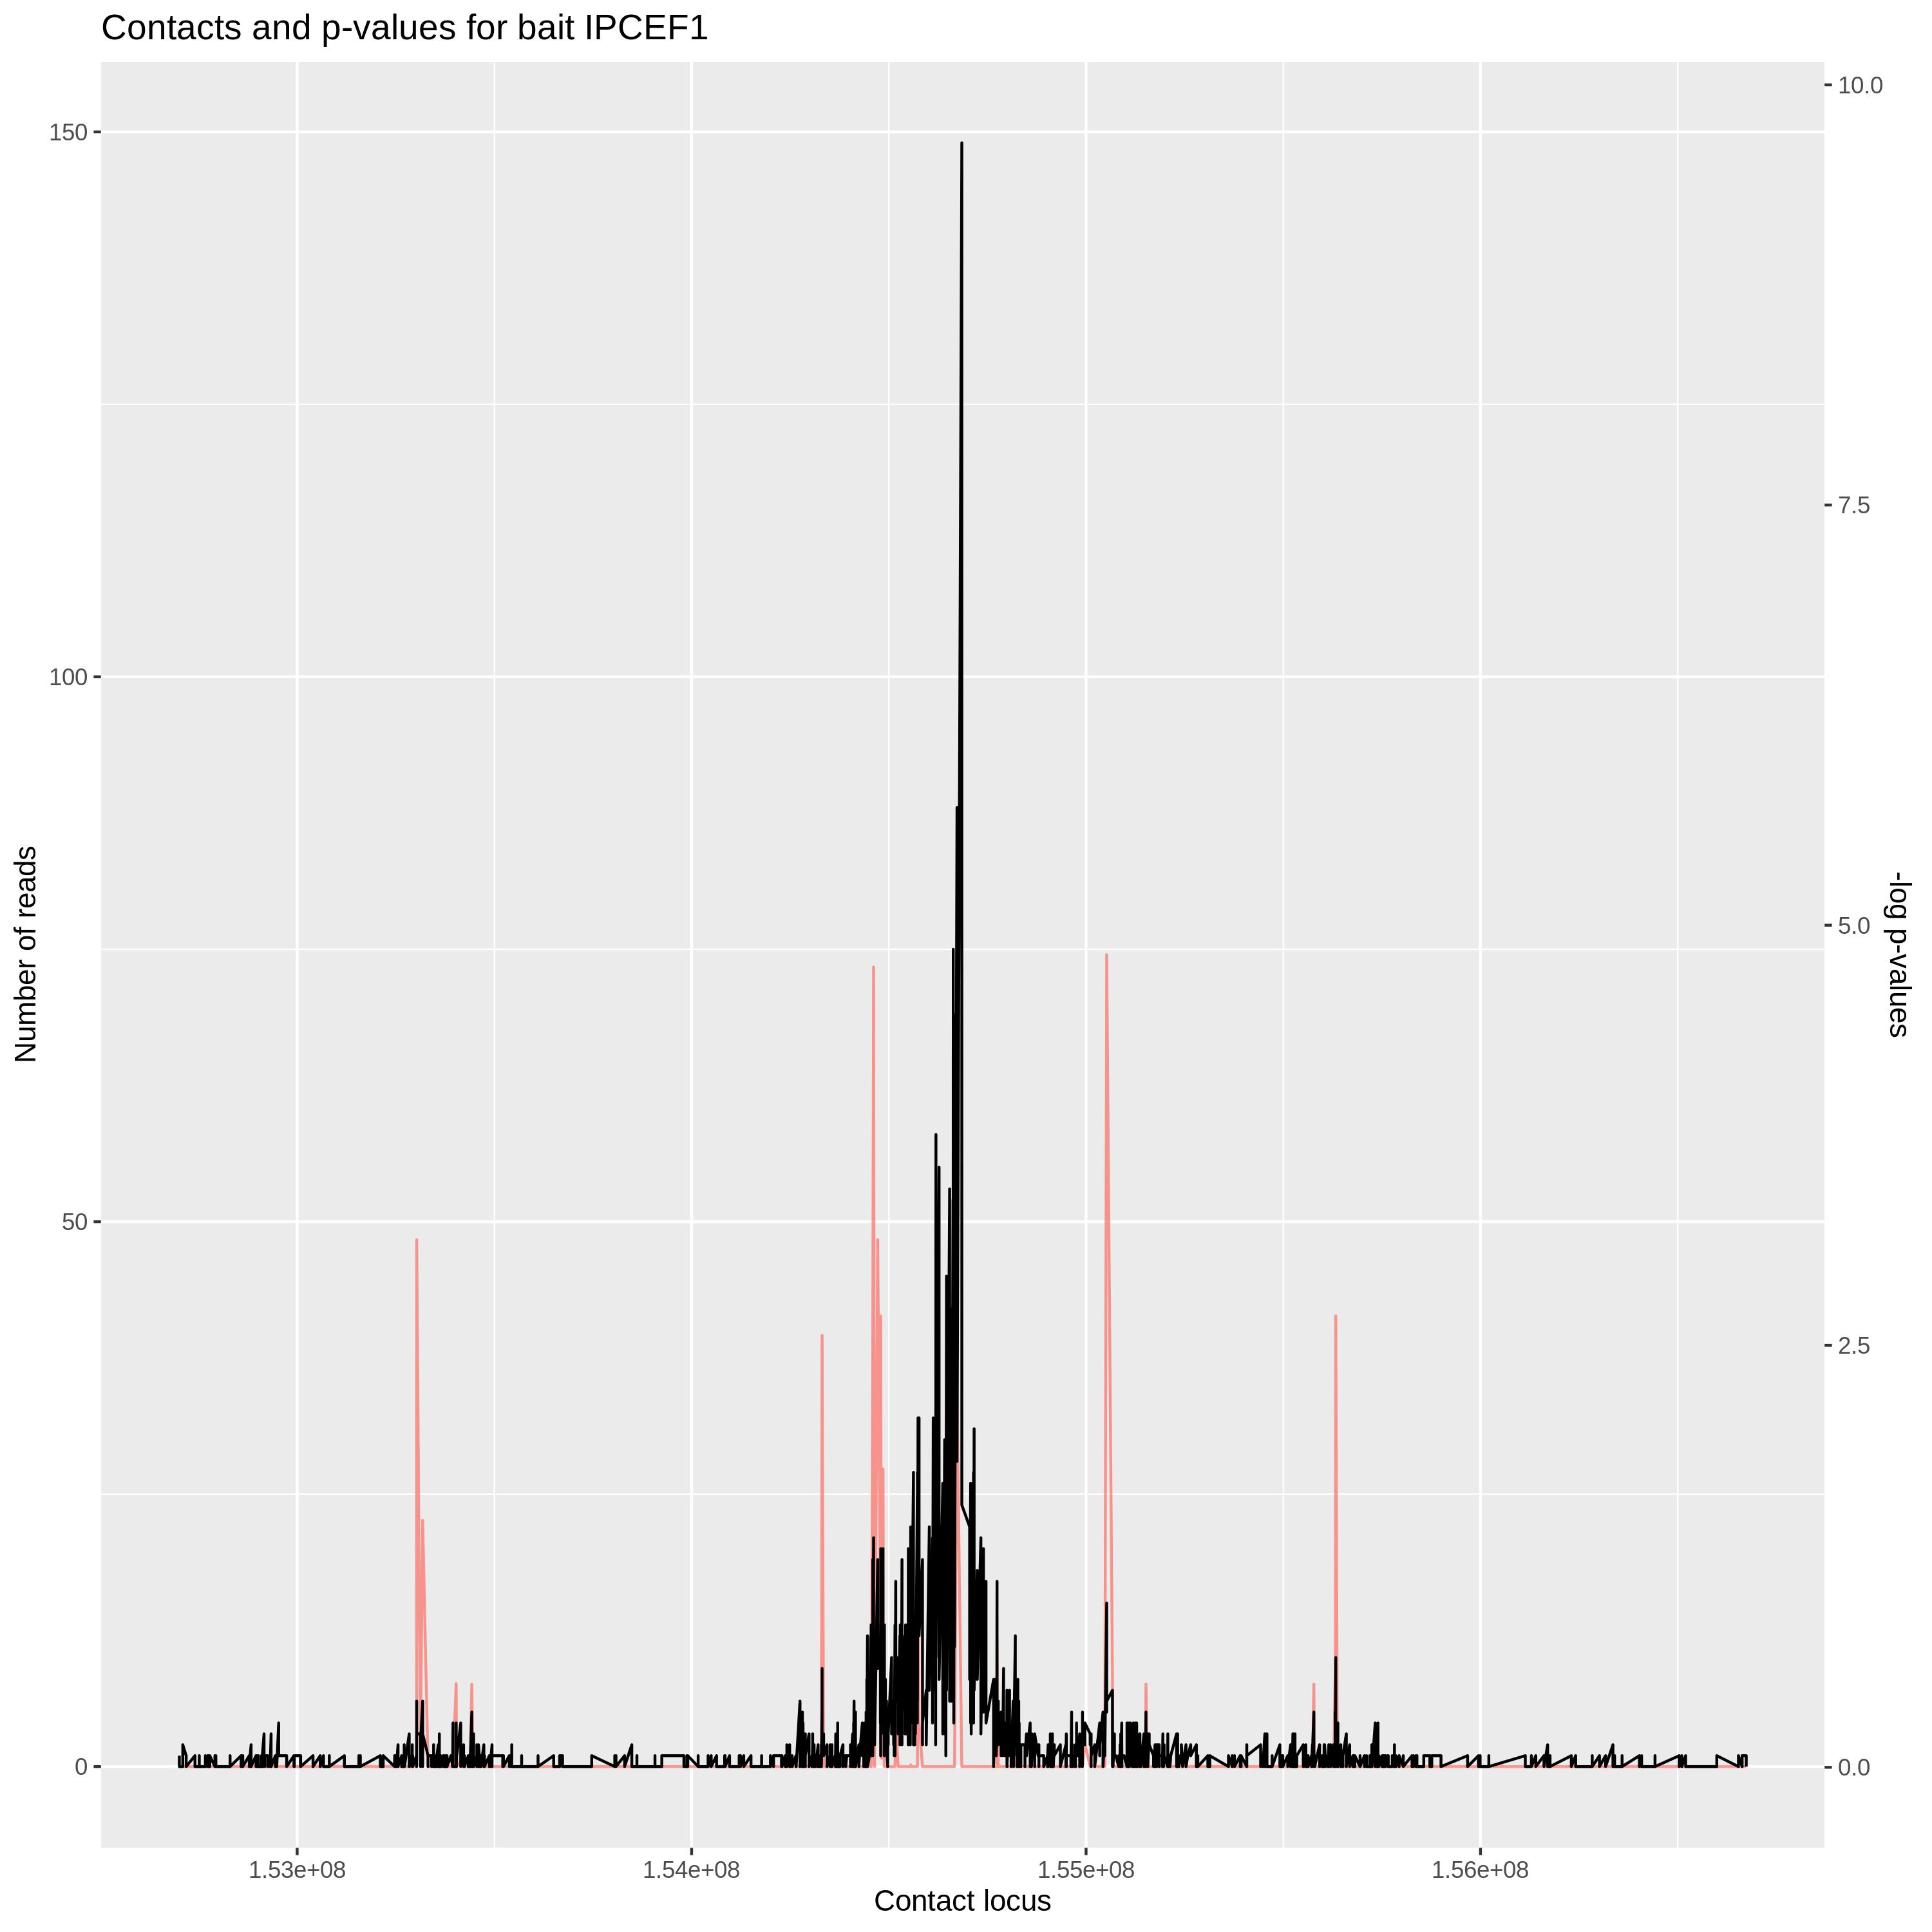 Contacts and p-values for bait IPCEF1
150
100
50
0
Number of reads
10.0
7.5
5.0
2.5
0.0
-log p-values
1.53e+08
1.54e+08
1.55e+08
1.56e+08
Contact locus